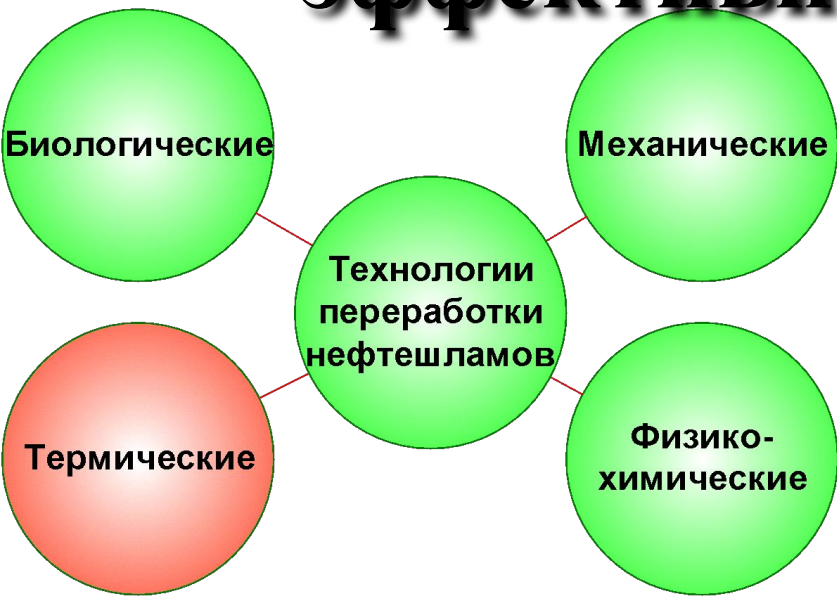 Биологические
Механические
Технологии
переработки
нефтешламов
Термические
Физико-
химические